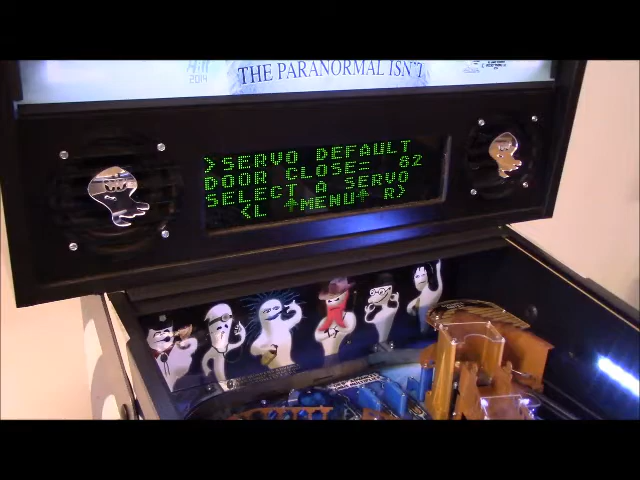 2014
THE PARANORMAL ISN'T
>SERVO DEFAULT
DOOR CLOSE= 82
SELECT A SERVO
<L ↑MENU↑ R>